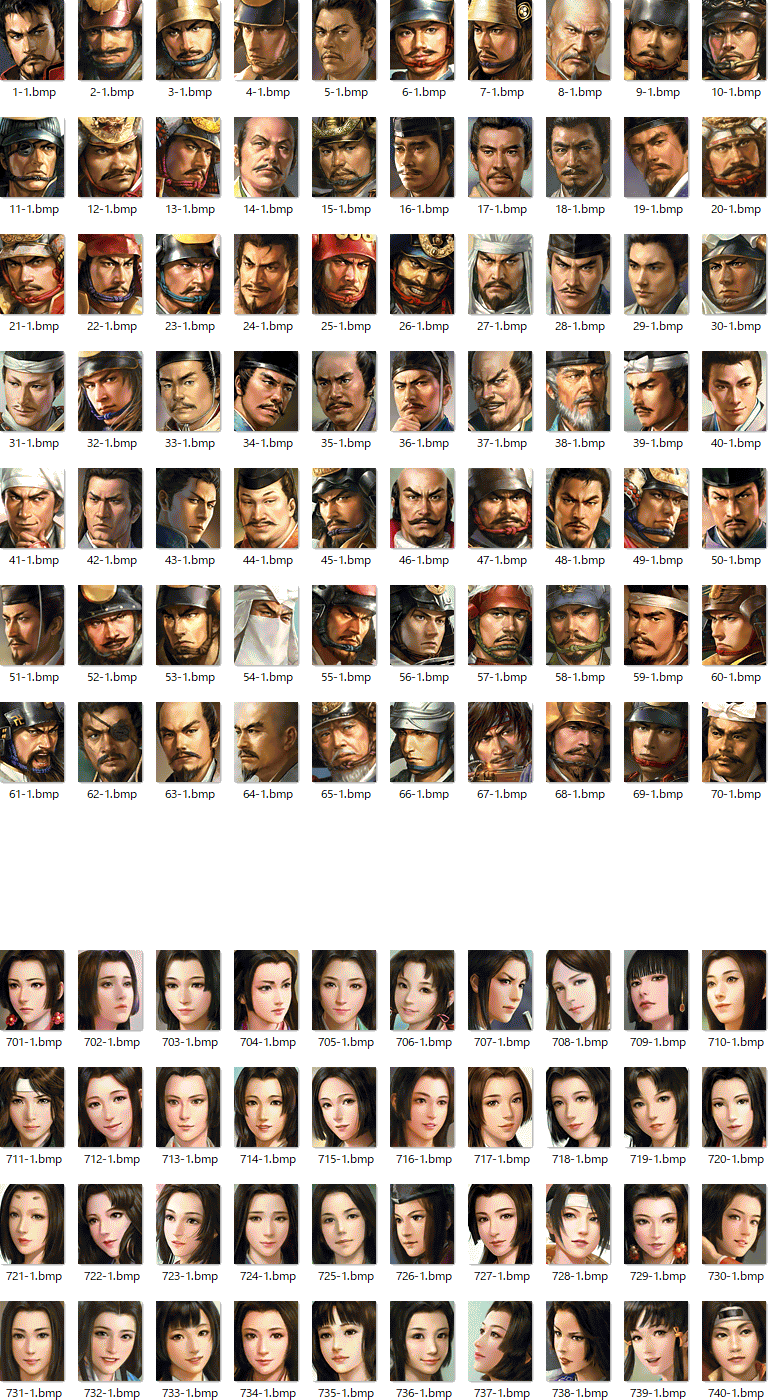 1-1.bmp 2-1.bmp 3-1.bmp 4-1.bmp 5-1.bmp 6-1.bmp 7-1.bmp 8-1.bmp 9-1.bmp 10-1.bmp
11-1.bmp 12-1.bmp 13-1.bmp 14-1.bmp 15-1.bmp 16-1.bmp 17-1.bmp 18-1.bmp 19-1.bmp 20-1.bmp
21-1.bmp 22-1.bmp 23-1.bmp 24-1.bmp 25-1.bmp 26-1.bmp 27-1.bmp 28-1.bmp 29-1.bmp 30-1.bmp
31-1.bmp 32-1.bmp 33-1.bmp 34-1.bmp 35-1.bmp 36-1.bmp 37-1.bmp 38-1.bmp 39-1.bmp 40-1.bmp
41-1.bmp 42-1.bmp 43-1.bmp 44-1.bmp 45-1.bmp 46-1.bmp 47-1.bmp 48-1.bmp 49-1.bmp 50-1.bmp
51-1.bmp 52-1.bmp 53-1.bmp 54-1.bmp 55-1.bmp 56-1.bmp 57-1.bmp 58-1.bmp 59-1.bmp 60-1.bmp
61-1.bmp 62-1.bmp 63-1.bmp 64-1.bmp 65-1.bmp 66-1.bmp 67-1.bmp 68-1.bmp 69-1.bmp 70-1.bmp
701-1.bmp 702-1.bmp 703-1.bmp 704-1.bmp 705-1.bmp 706-1.bmp 707-1.bmp 708-1.bmp 709-1.bmp 710-1.bmp
711-1.bmp 712-1.bmp 713-1.bmp 714-1.bmp 715-1.bmp 716-1.bmp 717-1.bmp 718-1.bmp 719-1.bmp 720-1.bmp
721-1.bmp 722-1.bmp 723-1.bmp 724-1.bmp 725-1.bmp 726-1.bmp 727-1.bmp 728-1.bmp 729-1.bmp 730-1.bmp
731-1.bmp 732-1.bmp 733-1.bmp 734-1.bmp 735-1.bmp 736-1.bmp 737-1.bmp 738-1.bmp 739-1.bmp 740-1.bmp